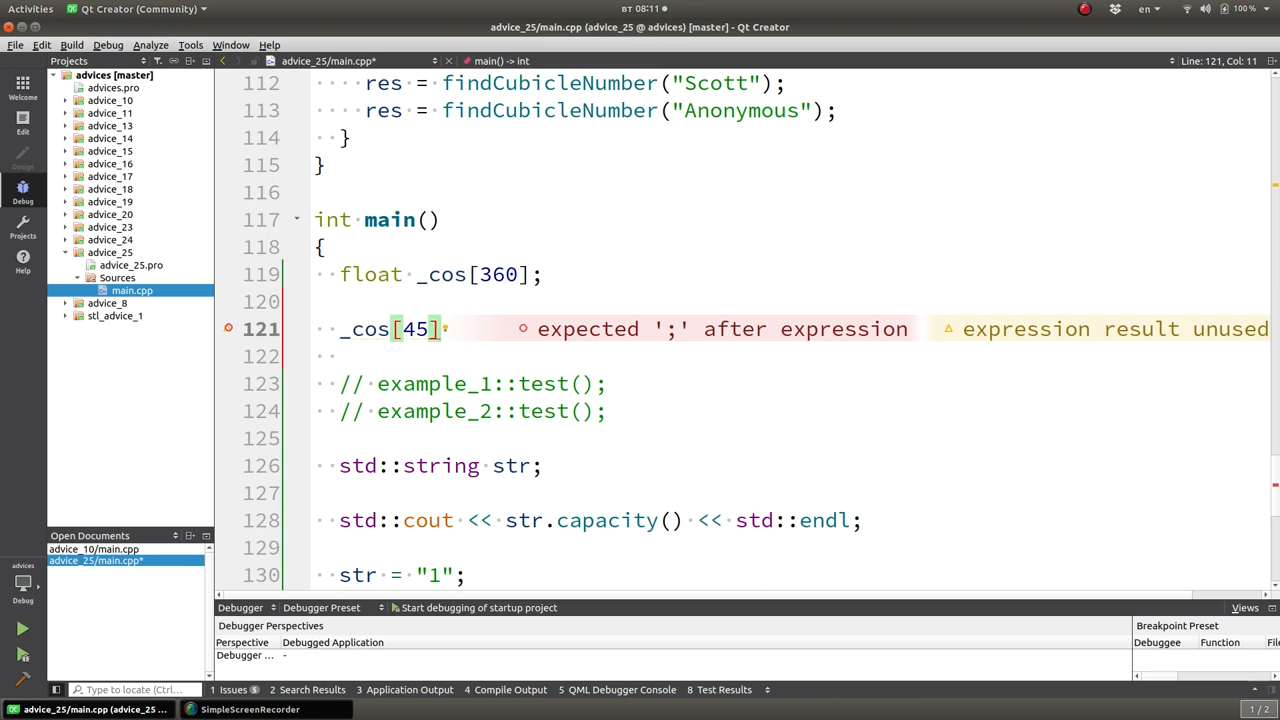 Activities Qt Creator (Community) вт 08:11 en 100 %
advice_25/main.cpp (advice_25 @ advices) [master] - Qt Creator
File Edit Build Debug Analyze Tools Window Help
Projects advice_25/main.cpp* main() -> int Line: 121, Col: 11
Welcome
Edit
Design
Debug
Projects
Help
advices
Debug
advices [master]
advices.pro
advice_10
advice_11
advice_13
advice_14
advice_15
advice_16
advice_17
advice_18
advice_19
advice_20
advice_23
advice_24
advice_25
advice_25.pro
Sources
main.cpp
advice_8
stl_advice_1
Open Documents
advice_10/main.cpp
advice_25/main.cpp*
112 res = findCubicleNumber("Scott");
113 res = findCubicleNumber("Anonymous");
114 }
115 }
116
117 int main()
118 {
119 float _cos[360];
120
121 _cos[45] expected ';' after expression expression result unused
122
123 // example_1::test();
124 // example_2::test();
125
126 std::string str;
127
128 std::cout << str.capacity() << std::endl;
129
130 str = "1";
Debugger Debugger Preset Start debugging of startup project Views
Debugger Perspectives Breakpoint Preset
Perspective Debugged Application Debuggee Function
Debugger ... -
Type to locate (Ctrl... 1 Issues 5 2 Search Results 3 Application Output 4 Compile Output 5 QML Debugger Console 8 Test Results
advice_25/main.cpp (advice_25 ... SimpleScreenRecorder 1 / 2